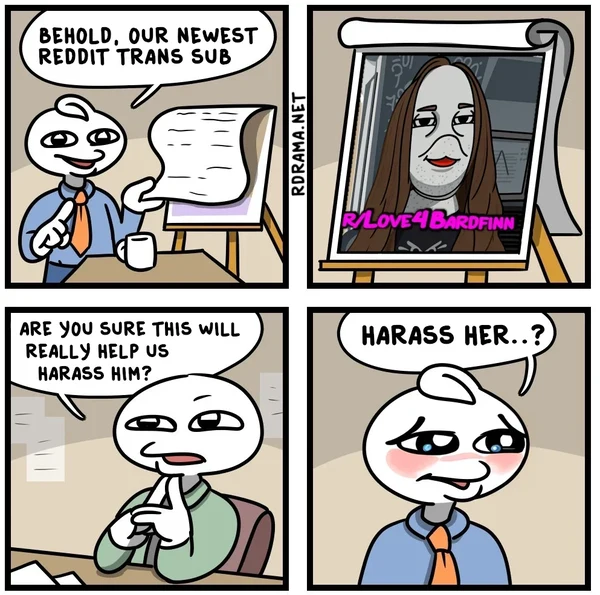 BEHOLD, OUR NEWEST
REDDIT TRANS SUB
RDRAMA.NET
R/LOVE4BARDFINN
ARE YOU SURE THIS WILL
REALLY HELP US
HARASS HIM?
HARASS HER..?